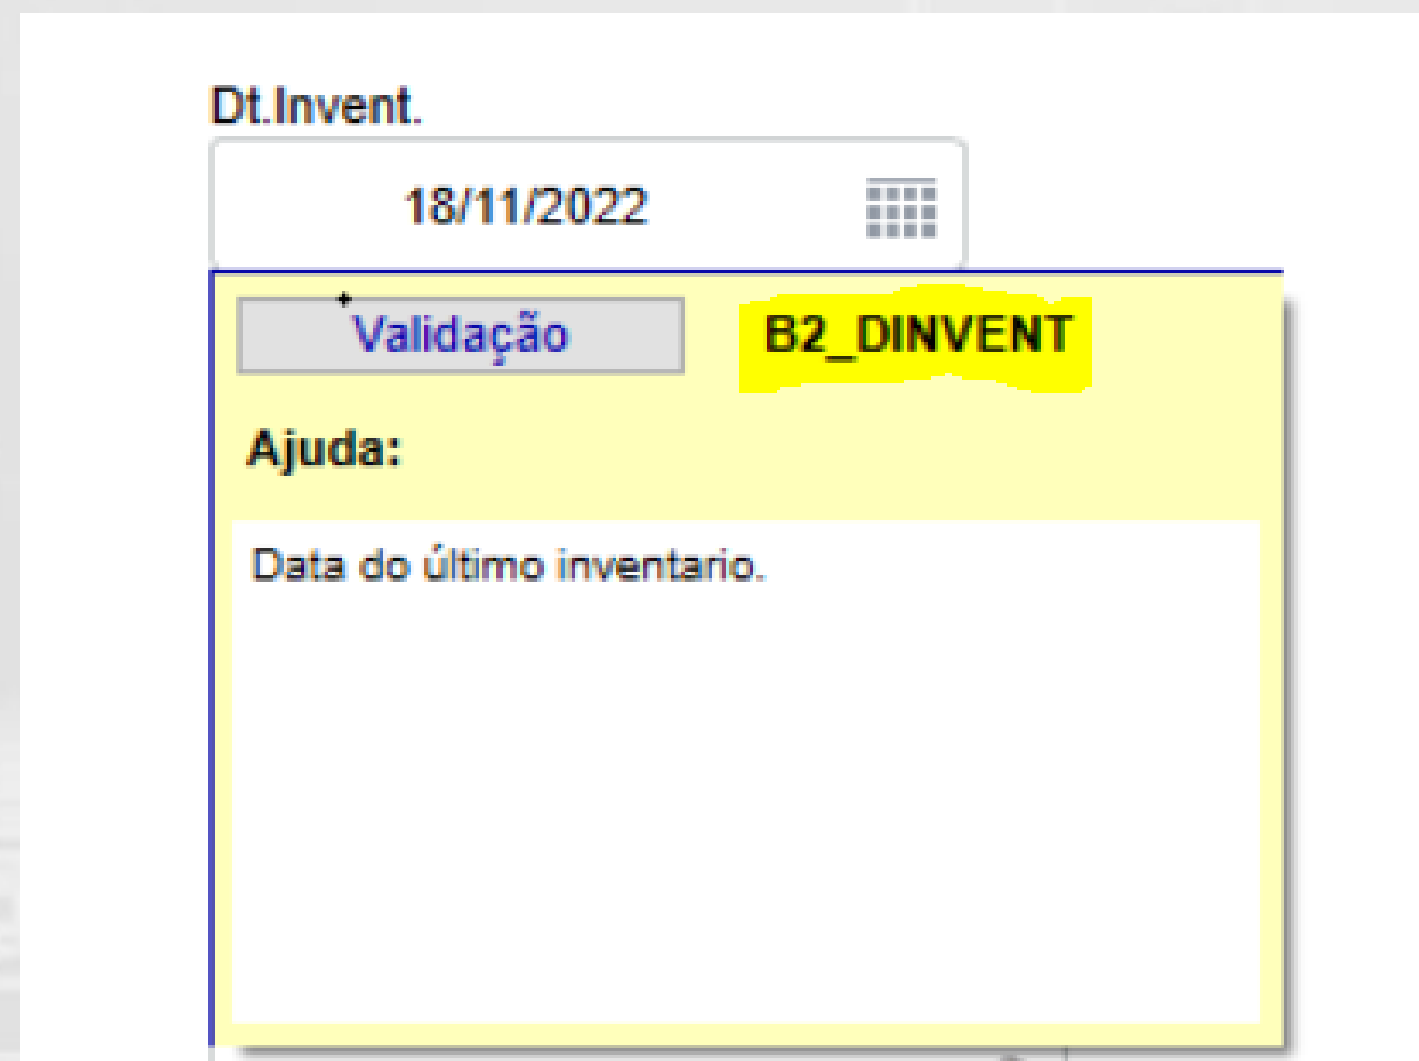 Dt.Invent.
18/11/2022
Validação B2_DINVENT
Ajuda:
Data do último inventario.